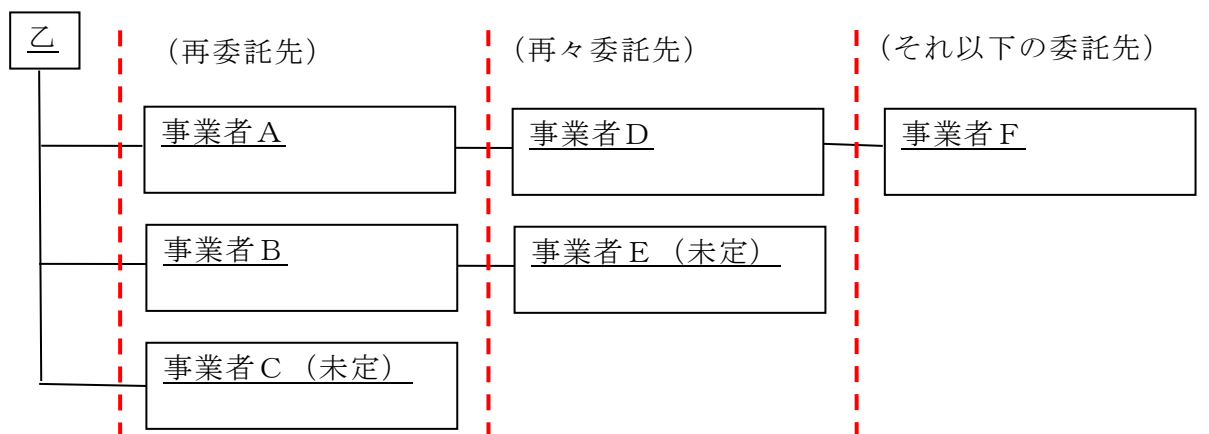 乙
（再委託先）
（再々委託先）
（それ以下の委託先）
事業者Ａ
事業者Ｄ
事業者Ｆ
事業者Ｂ
事業者Ｅ（未定）
事業者Ｃ（未定）